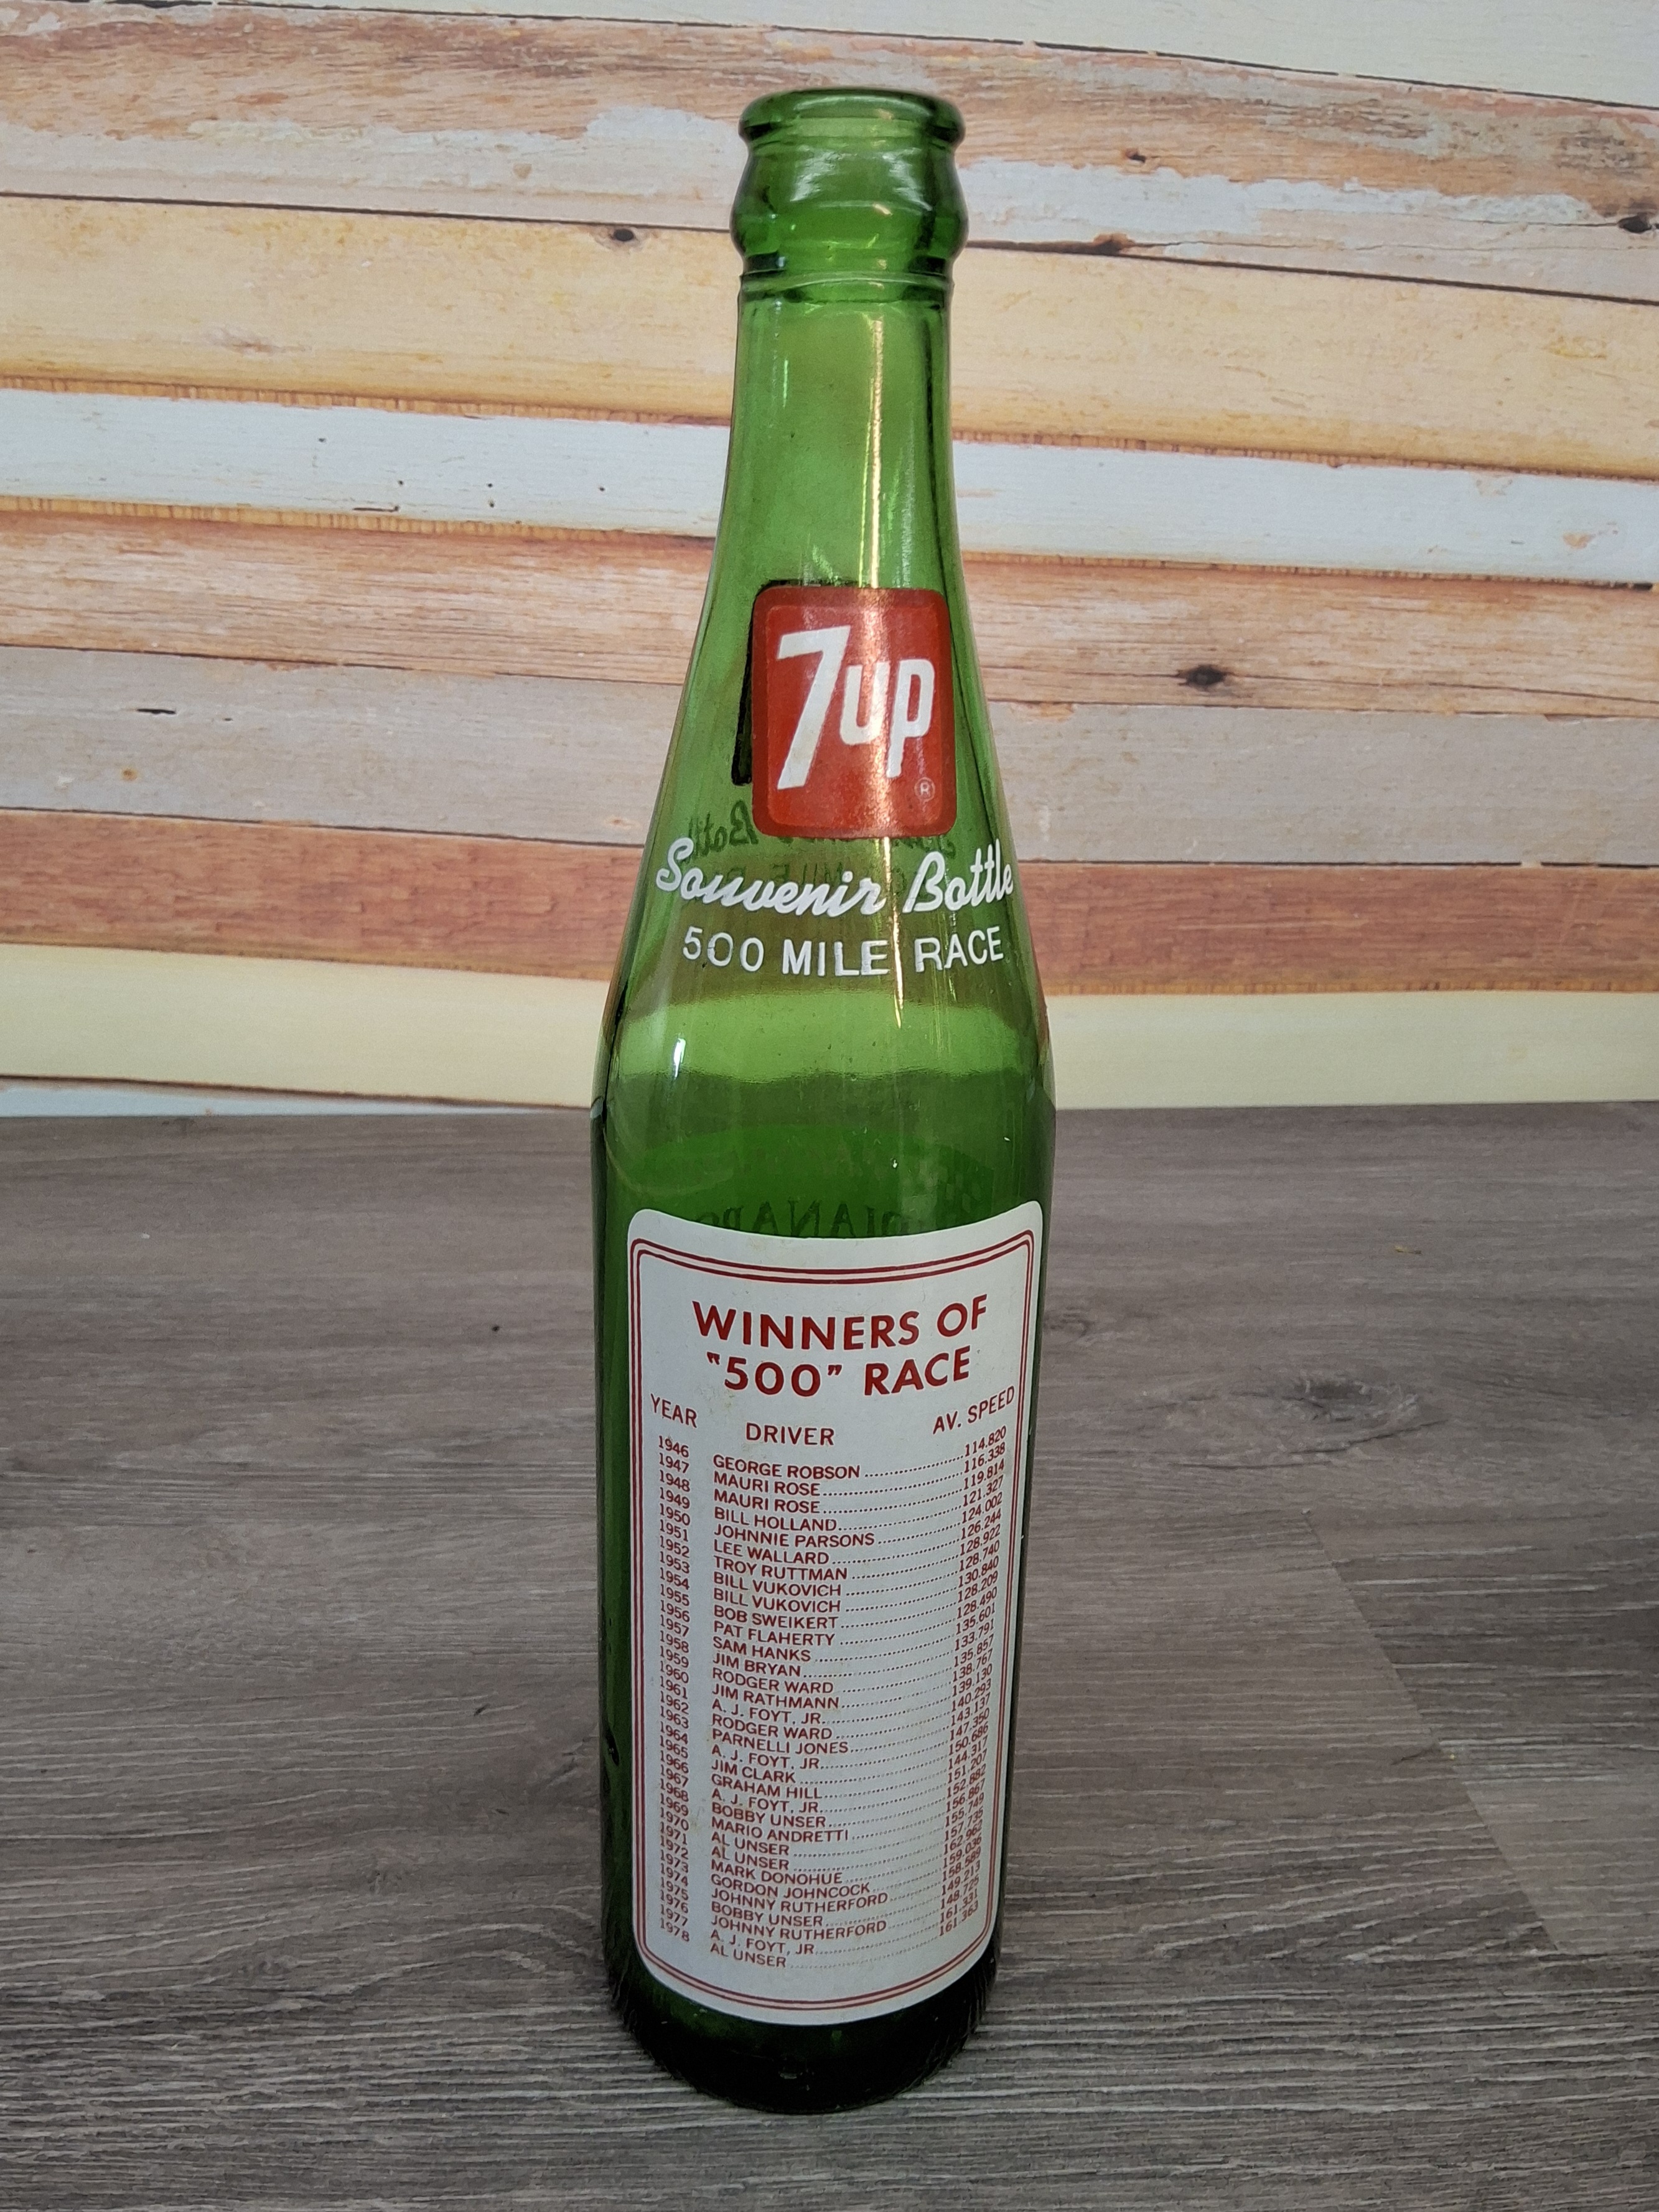 7up
®
Souvenir Bottle
500 MILE RACE
WINNERS OF
"500" RACE
YEAR DRIVER AV. SPEED
1946 GEORGE ROBSON 114.820
1947 MAURI ROSE 116.338
1948 MAURI ROSE 119.814
1949 BILL HOLLAND 121.327
1950 JOHNNIE PARSONS 124.002
1951 LEE WALLARD 126.244
1952 TROY RUTTMAN 128.922
1953 BILL VUKOVICH 128.740
1954 BILL VUKOVICH 130.840
1955 BOB SWEIKERT 128.209
1956 PAT FLAHERTY 128.490
1957 SAM HANKS 135.601
1958 JIM BRYAN 133.791
1959 RODGER WARD 135.857
1960 JIM RATHMANN 138.767
1961 A. J. FOYT, JR. 139.130
1962 RODGER WARD 140.293
1963 PARNELLI JONES 143.137
1964 A. J. FOYT, JR. 147.350
1965 JIM CLARK 150.686
1966 GRAHAM HILL 144.317
1967 A. J. FOYT, JR. 151.207
1968 BOBBY UNSER 152.882
1969 MARIO ANDRETTI 156.867
1970 AL UNSER 155.749
1971 AL UNSER 157.735
1972 MARK DONOHUE 162.962
1973 GORDON JOHNCOCK 159.036
1974 JOHNNY RUTHERFORD 158.589
1975 BOBBY UNSER 149.213
1976 JOHNNY RUTHERFORD 148.725
1977 A. J. FOYT, JR. 161.331
1978 AL UNSER 161.363